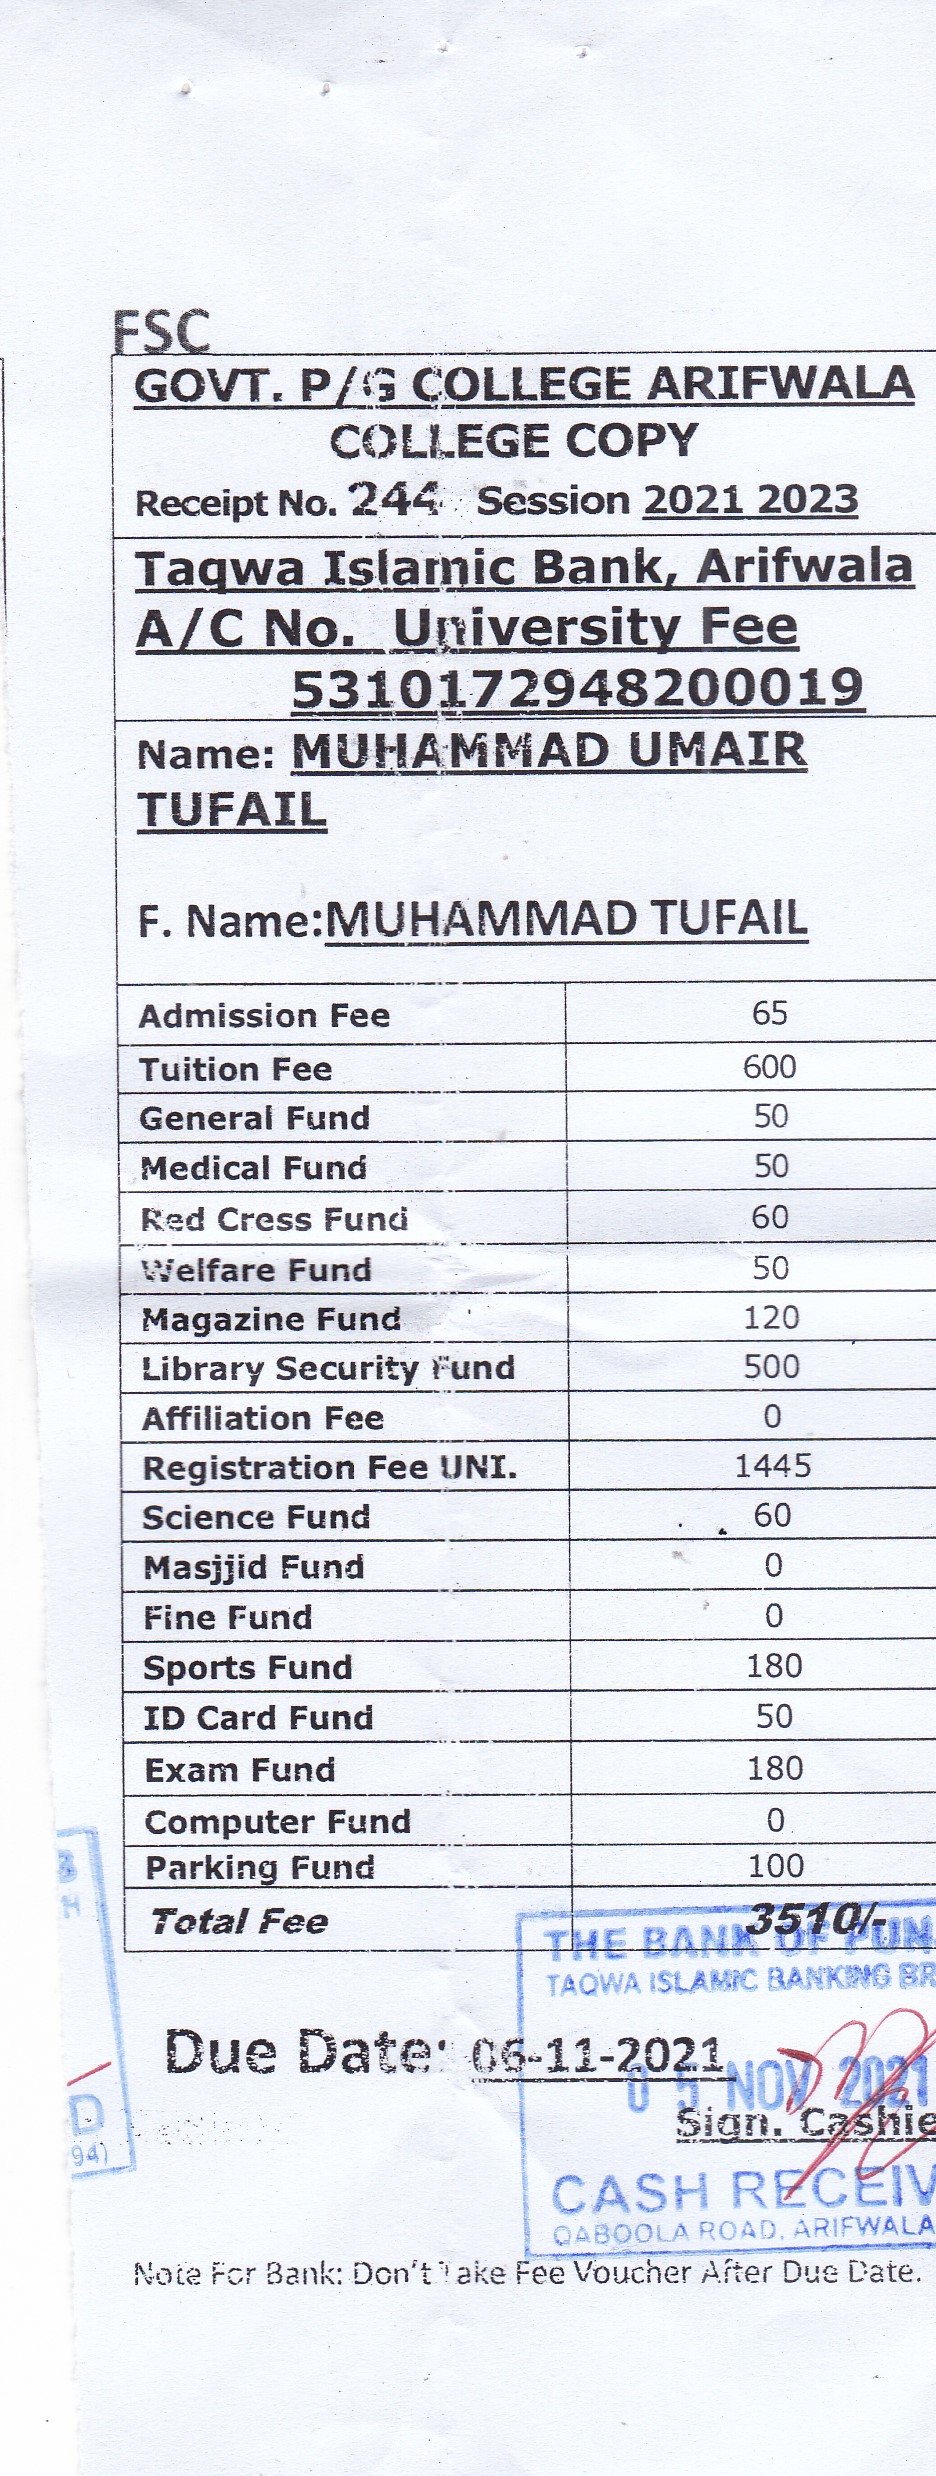 FSC
GOVT. P/G COLLEGE ARIFWALA
COLLEGE COPY
Receipt No. 244 Session 2021 2023
Taqwa Islamic Bank, Arifwala
A/C No. University Fee
5310172948200019
Name: MUHAMMAD UMAIR
TUFAIL
F. Name:MUHAMMAD TUFAIL
Admission Fee 65
Tuition Fee 600
General Fund 50
Medical Fund 50
Red Cress Fund 60
Welfare Fund 50
Magazine Fund 120
Library Security Fund 500
Affiliation Fee 0
Registration Fee UNI. 1445
Science Fund 60
Masjjid Fund 0
Fine Fund 0
Sports Fund 180
ID Card Fund 50
Exam Fund 180
Computer Fund 0
Parking Fund 100
Total Fee 3510/-
THE BANK OF PUN
TAQWA ISLAMIC BANKING BR
Due Date: 06-11-2021
05 NOV 2021
Sign. Cashie
CASH RECEIV
QABOOLA ROAD, ARIFWALA
D
94)
Note For Bank: Don't Take Fee Voucher After Due Date.